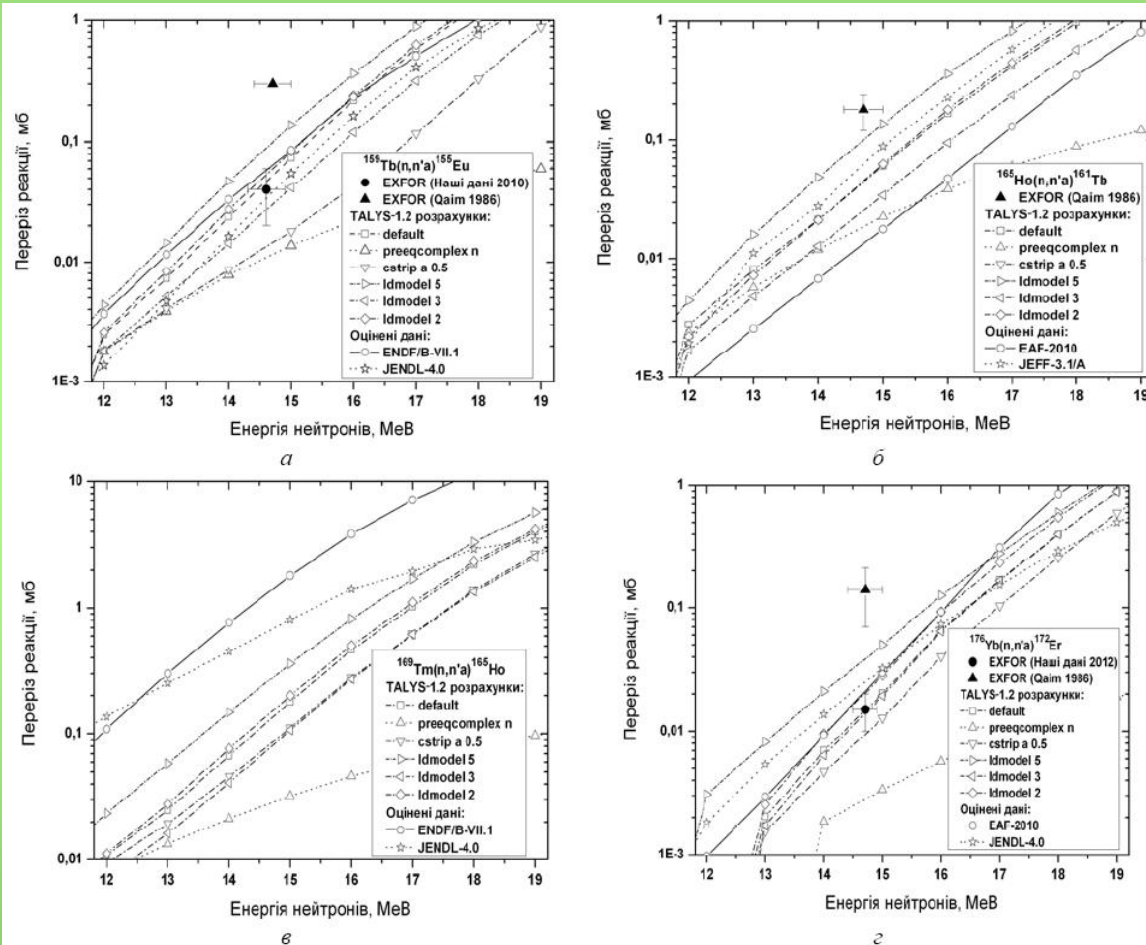 1
0,1
0,01
1E-3
Переріз реакції, мб
¹⁵⁹Tb(n,n'a)¹⁵⁵Eu
EXFOR (Наші дані 2010)
EXFOR (Qaim 1986)
TALYS-1.2 розрахунки:
default
preeqcomplex n
cstrip a 0.5
ldmodel 5
ldmodel 3
ldmodel 2
Оцінені дані:
ENDF/B-VII.1
JENDL-4.0
12 13 14 15 16 17 18 19
Енергія нейтронів, МеВ
а
1
0,1
0,01
1E-3
Переріз реакції, мб
¹⁶⁵Ho(n,n'a)¹⁶¹Tb
EXFOR (Qaim 1986)
TALYS-1.2 розрахунки:
default
preeqcomplex n
cstrip a 0.5
ldmodel 5
ldmodel 3
ldmodel 2
Оцінені дані:
EAF-2010
JEFF-3.1/A
12 13 14 15 16 17 18 19
Енергія нейтронів, МеВ
б
10
1
0,1
0,01
Переріз реакції, мб
¹⁶⁹Tm(n,n'a)¹⁶⁵Ho
TALYS-1.2 розрахунки:
default
preeqcomplex n
cstrip a 0.5
ldmodel 5
ldmodel 3
ldmodel 2
Оцінені дані:
ENDF/B-VII.1
JENDL-4.0
12 13 14 15 16 17 18 19
Енергія нейтронів, МеВ
в
1
0,1
0,01
1E-3
Переріз реакції, мб
¹⁷⁶Yb(n,n'a)¹⁷²Er
EXFOR (Наші дані 2012)
EXFOR (Qaim 1986)
TALYS-1.2 розрахунки:
default
preeqcomplex n
cstrip a 0.5
ldmodel 5
ldmodel 3
ldmodel 2
Оцінені дані:
EAF-2010
JENDL-4.0
12 13 14 15 16 17 18 19
Енергія нейтронів, МеВ
г